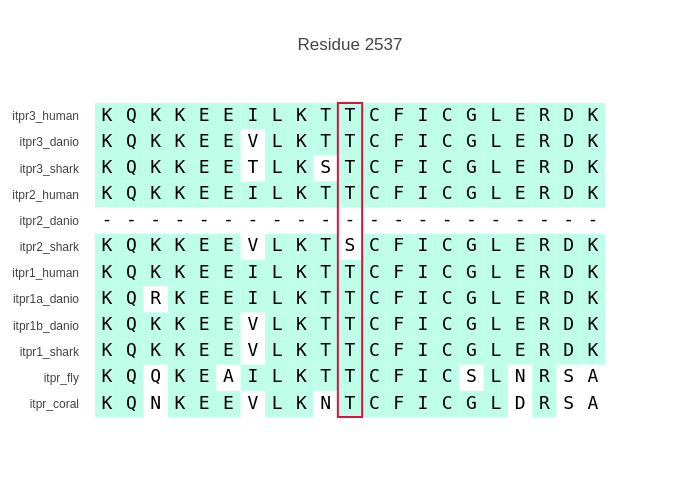 Residue 2537
itpr3_human K Q K K E E I L K T T C F I C G L E R D K
itpr3_danio K Q K K E E V L K T T C F I C G L E R D K
itpr3_shark K Q K K E E T L K S T C F I C G L E R D K
itpr2_human K Q K K E E I L K T T C F I C G L E R D K
itpr2_danio - - - - - - - - - - - - - - - - - - - - -
itpr2_shark K Q K K E E V L K T S C F I C G L E R D K
itpr1_human K Q K K E E I L K T T C F I C G L E R D K
itpr1a_danio K Q R K E E I L K T T C F I C G L E R D K
itpr1b_danio K Q K K E E V L K T T C F I C G L E R D K
itpr1_shark K Q K K E E V L K T T C F I C G L E R D K
itpr_fly K Q Q K E A I L K T T C F I C S L N R S A
itpr_coral K Q N K E E V L K N T C F I C G L D R S A